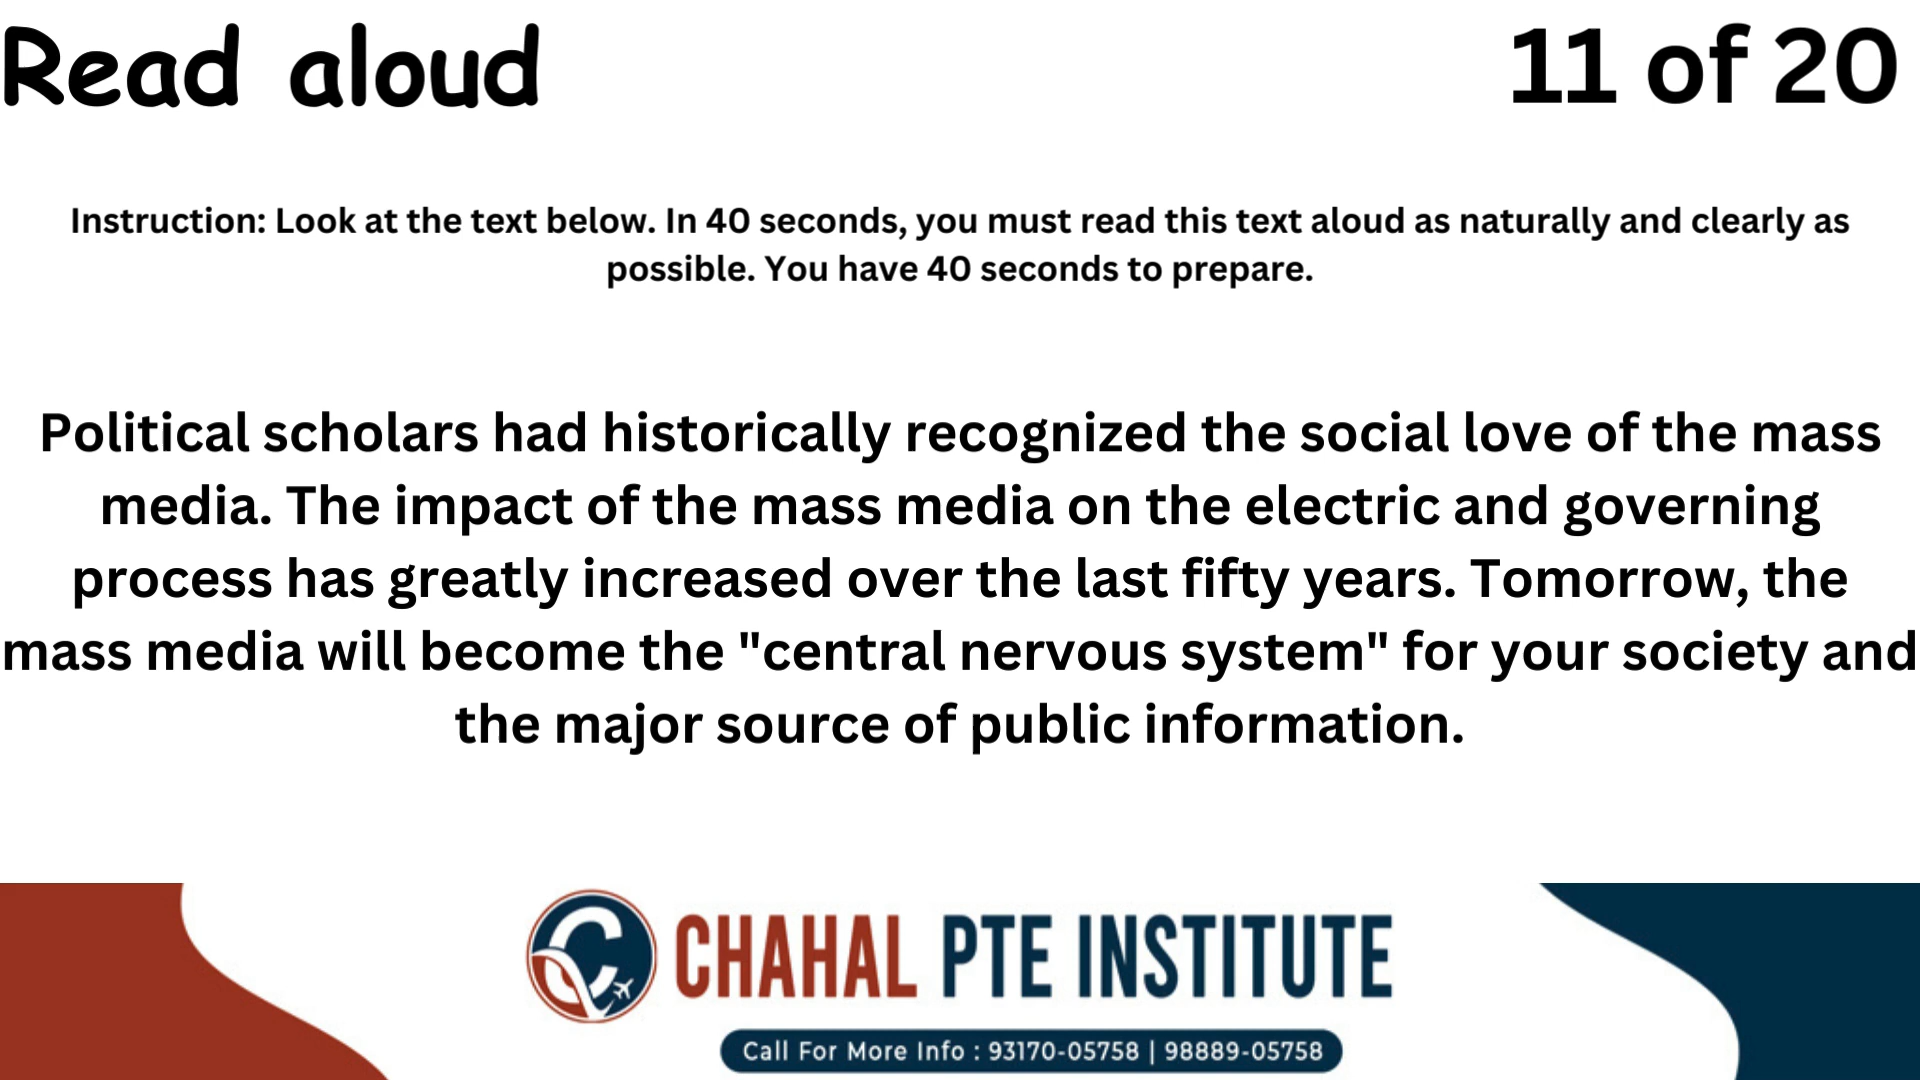 Read aloud
11 of 20
Instruction: Look at the text below. In 40 seconds, you must read this text aloud as naturally and clearly as
possible. You have 40 seconds to prepare.
Political scholars had historically recognized the social love of the mass
media. The impact of the mass media on the electric and governing
process has greatly increased over the last fifty years. Tomorrow, the
mass media will become the "central nervous system" for your society and
the major source of public information.
CHAHAL PTE INSTITUTE
Call For More Info : 93170-05758 | 98889-05758